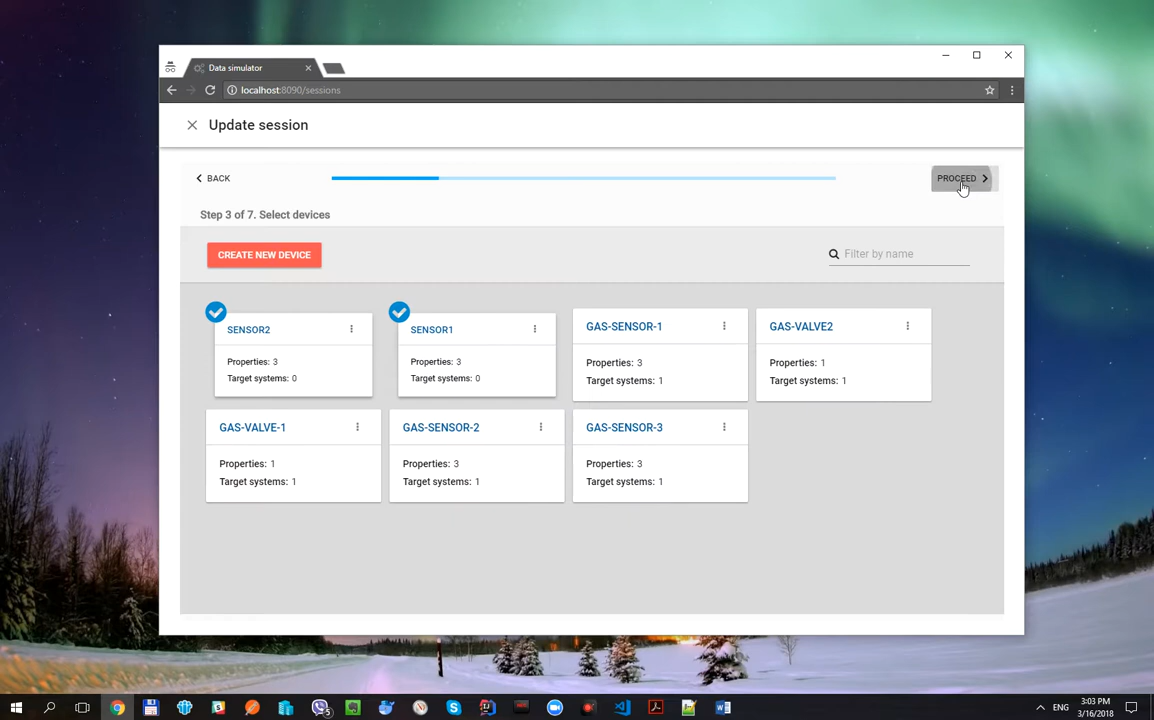 Data simulator
localhost:8090/sessions
Update session
BACK
PROCEED
Step 3 of 7. Select devices
CREATE NEW DEVICE
Filter by name
SENSOR2
Properties: 3
Target systems: 0
SENSOR1
Properties: 3
Target systems: 0
GAS-SENSOR-1
Properties: 3
Target systems: 1
GAS-VALVE2
Properties: 1
Target systems: 1
GAS-VALVE-1
Properties: 1
Target systems: 1
GAS-SENSOR-2
Properties: 3
Target systems: 1
GAS-SENSOR-3
Properties: 3
Target systems: 1
5
ENG
3:03 PM
3/16/2018